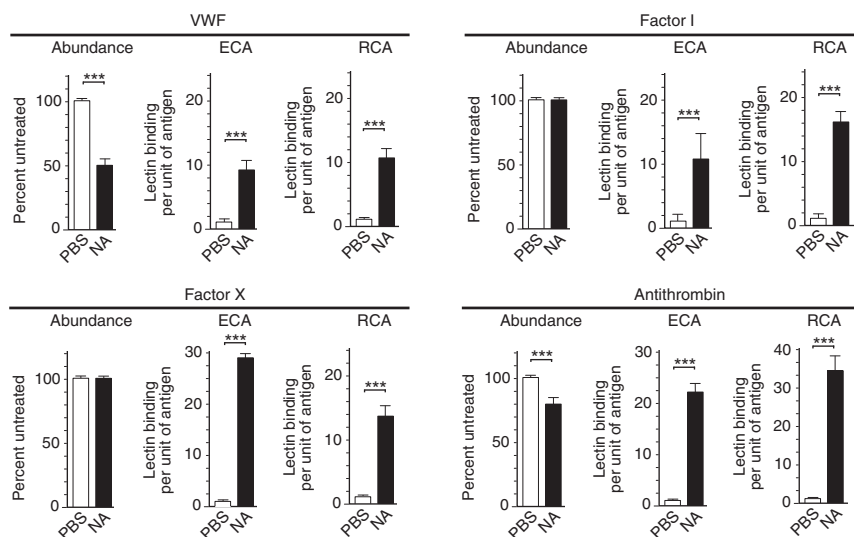 VWF
Abundance
ECA
RCA
Percent untreated
100
50
0
***
PBS
NA
Lectin binding
per unit of antigen
20
10
0
***
PBS
NA
Lectin binding
per unit of antigen
20
10
0
***
PBS
NA
Factor I
Abundance
ECA
RCA
Percent untreated
100
50
0
PBS
NA
Lectin binding
per unit of antigen
20
10
0
***
PBS
NA
Lectin binding
per unit of antigen
20
10
0
***
PBS
NA
Factor X
Abundance
ECA
RCA
Percent untreated
100
50
0
PBS
NA
Lectin binding
per unit of antigen
30
20
10
0
***
PBS
NA
Lectin binding
per unit of antigen
20
10
0
***
PBS
NA
Antithrombin
Abundance
ECA
RCA
Percent untreated
100
50
0
***
PBS
NA
Lectin binding
per unit of antigen
30
20
10
0
***
PBS
NA
Lectin binding
per unit of antigen
40
30
20
10
0
***
PBS
NA